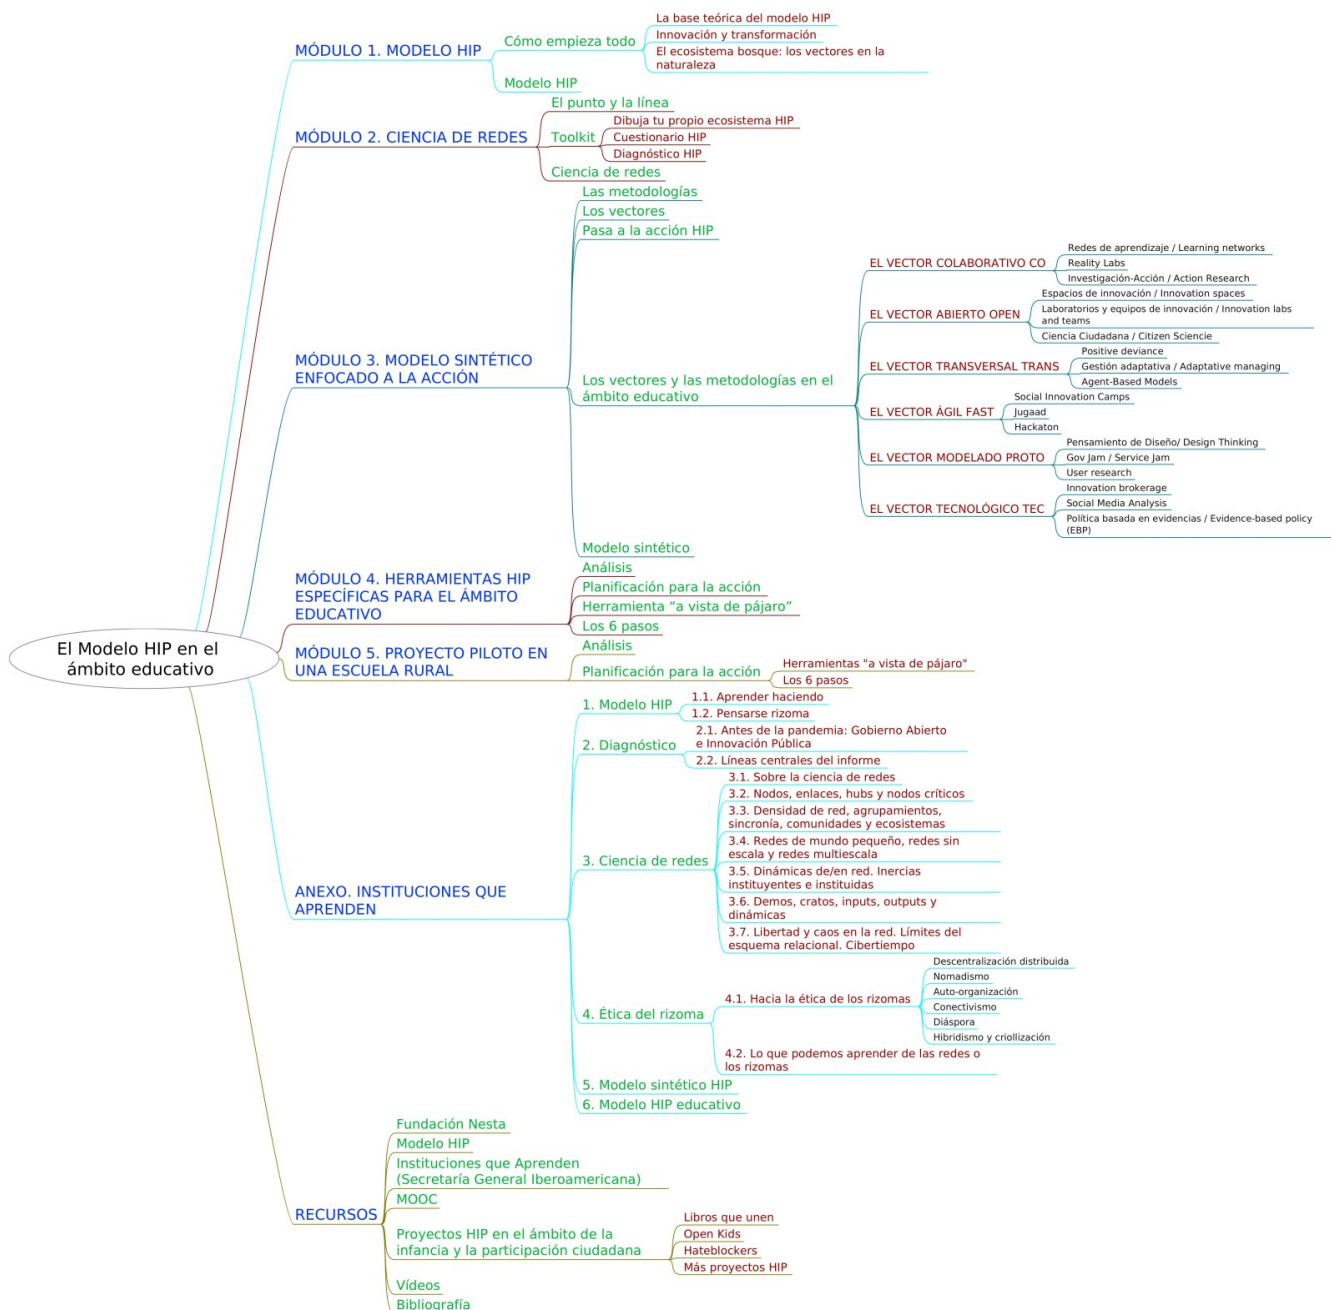 El Modelo HIP en el
ámbito educativo
MÓDULO 1. MODELO HIP
Cómo empieza todo
La base teórica del modelo HIP
Innovación y transformación
El ecosistema bosque: los vectores en la
naturaleza
Modelo HIP
MÓDULO 2. CIENCIA DE REDES
El punto y la línea
Toolkit
Dibuja tu propio ecosistema HIP
Cuestionario HIP
Diagnóstico HIP
Ciencia de redes
MÓDULO 3. MODELO SINTÉTICO
ENFOCADO A LA ACCIÓN
Las metodologías
Los vectores
Pasa a la acción HIP
Los vectores y las metodologías en el
ámbito educativo
EL VECTOR COLABORATIVO CO
Redes de aprendizaje / Learning networks
Reality Labs
Investigación-Acción / Action Research
EL VECTOR ABIERTO OPEN
Espacios de innovación / Innovation spaces
Laboratorios y equipos de innovación / Innovation labs
and teams
Ciencia Ciudadana / Citizen Sciencie
EL VECTOR TRANSVERSAL TRANS
Positive deviance
Gestión adaptativa / Adaptative managing
Agent-Based Models
EL VECTOR ÁGIL FAST
Social Innovation Camps
Jugaad
Hackaton
EL VECTOR MODELADO PROTO
Pensamiento de Diseño/ Design Thinking
Gov Jam / Service Jam
User research
EL VECTOR TECNOLÓGICO TEC
Innovation brokerage
Social Media Analysis
Política basada en evidencias / Evidence-based policy
(EBP)
Modelo sintético
MÓDULO 4. HERRAMIENTAS HIP
ESPECÍFICAS PARA EL ÁMBITO
EDUCATIVO
Análisis
Planificación para la acción
Herramienta “a vista de pájaro”
Los 6 pasos
MÓDULO 5. PROYECTO PILOTO EN
UNA ESCUELA RURAL
Análisis
Planificación para la acción
Herramientas "a vista de pájaro"
Los 6 pasos
ANEXO. INSTITUCIONES QUE
APRENDEN
1. Modelo HIP
1.1. Aprender haciendo
1.2. Pensarse rizoma
2. Diagnóstico
2.1. Antes de la pandemia: Gobierno Abierto
e Innovación Pública
2.2. Líneas centrales del informe
3. Ciencia de redes
3.1. Sobre la ciencia de redes
3.2. Nodos, enlaces, hubs y nodos críticos
3.3. Densidad de red, agrupamientos,
sincronía, comunidades y ecosistemas
3.4. Redes de mundo pequeño, redes sin
escala y redes multiescala
3.5. Dinámicas de/en red. Inercias
instituyentes e instituidas
3.6. Demos, cratos, inputs, outputs y
dinámicas
3.7. Libertad y caos en la red. Límites del
esquema relacional. Cibertiempo
4. Ética del rizoma
4.1. Hacia la ética de los rizomas
Descentralización distribuida
Nomadismo
Auto-organización
Conectivismo
Diáspora
Hibridismo y criollización
4.2. Lo que podemos aprender de las redes o
los rizomas
5. Modelo sintético HIP
6. Modelo HIP educativo
RECURSOS
Fundación Nesta
Modelo HIP
Instituciones que Aprenden
(Secretaría General Iberoamericana)
MOOC
Proyectos HIP en el ámbito de la
infancia y la participación ciudadana
Libros que unen
Open Kids
Hateblockers
Más proyectos HIP
Vídeos
Bibliografía